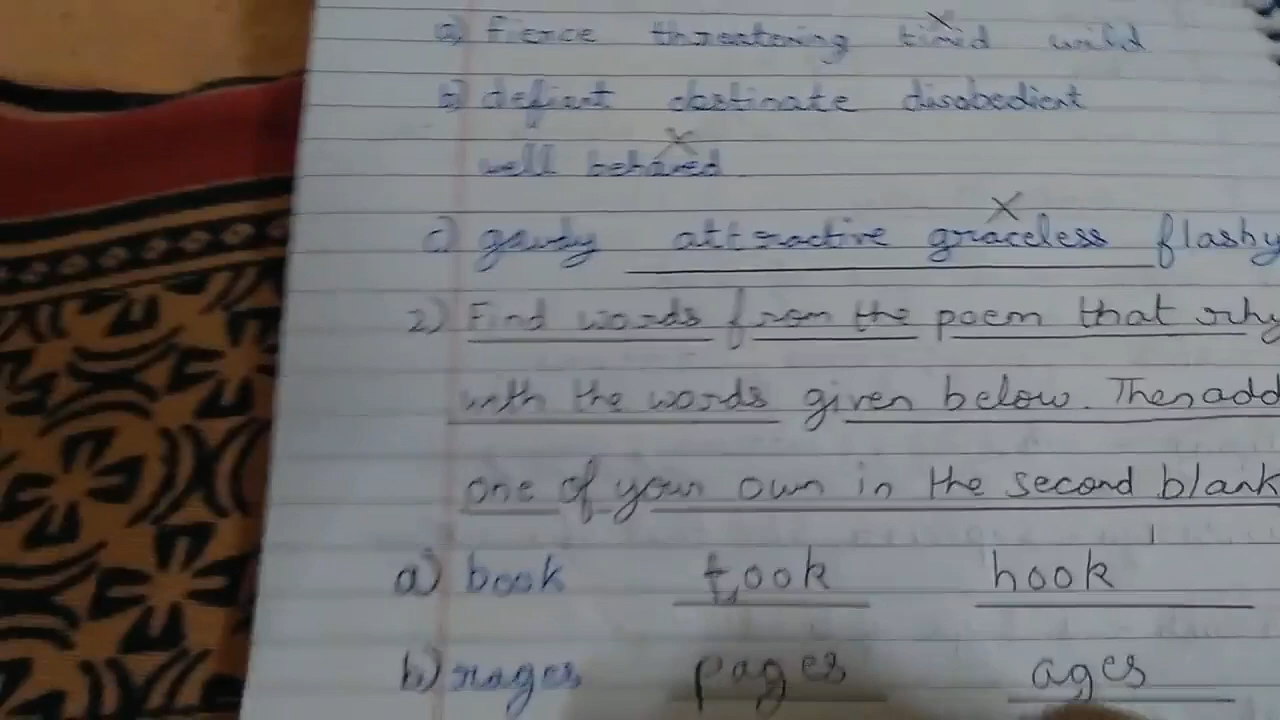 a) fierce threatening timid wild
b) defiant obstinate disobedient
well behaved
c) gaudy attractive graceless flashy
2) Find words from the poem that rhy
with the words given below. Then add
one of your own in the second blank
a) book took hook
b) rages pages ages